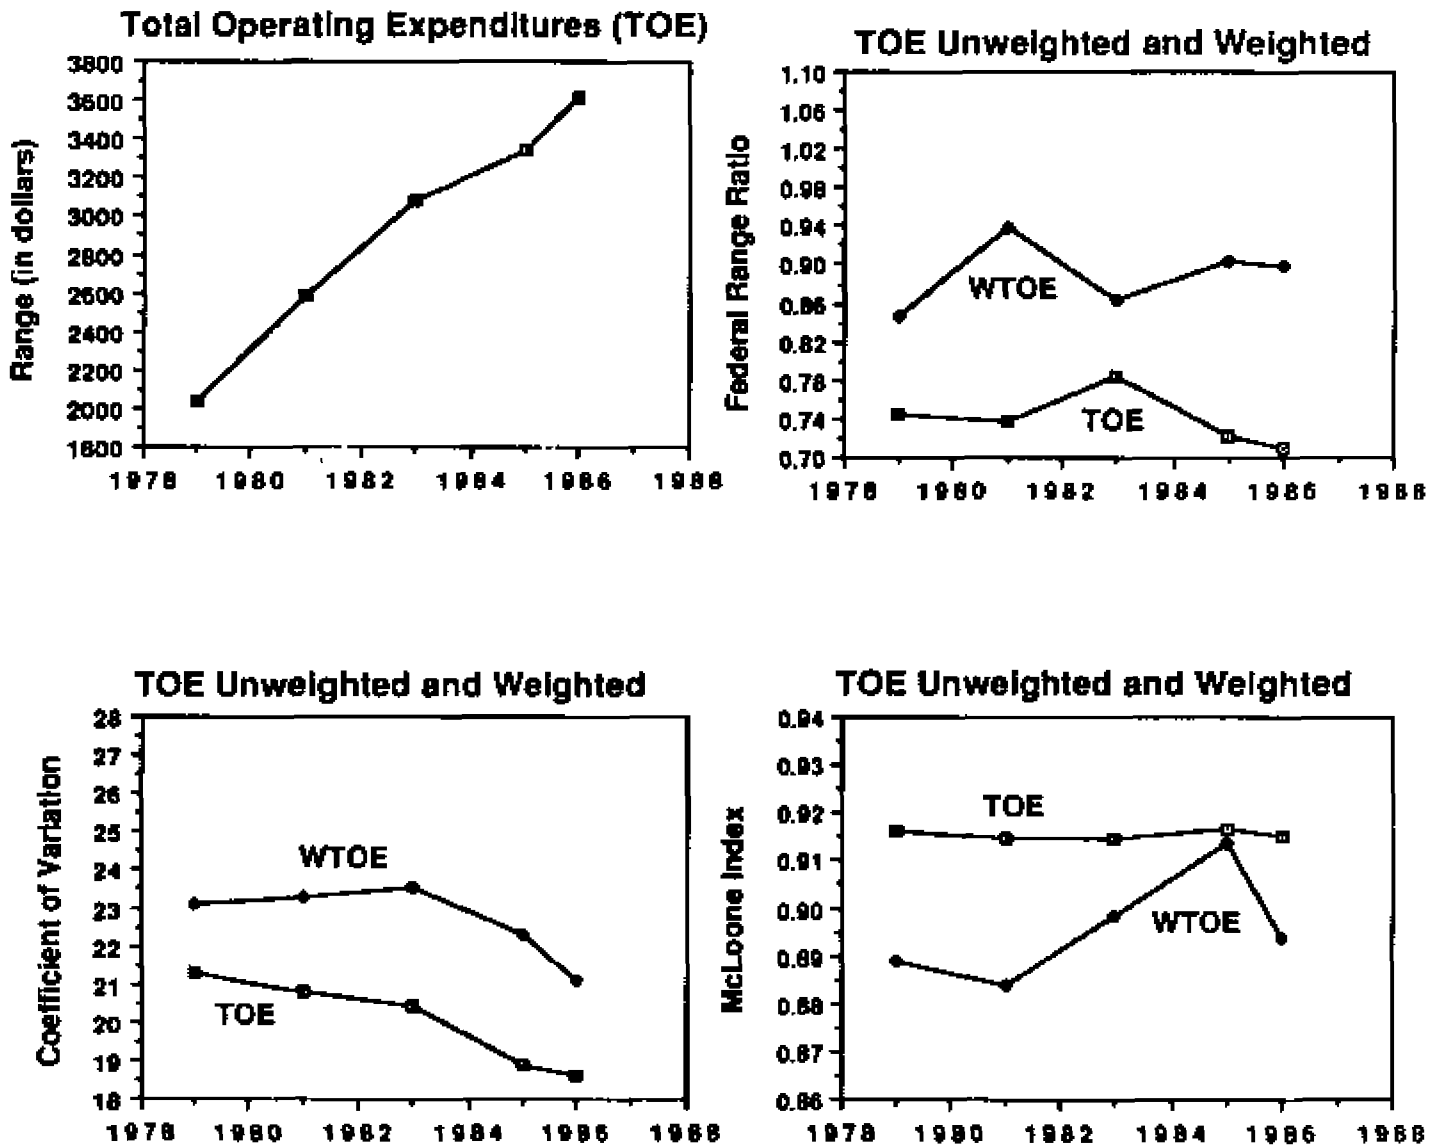 Total Operating Expenditures (TOE)
Range (in dollars)
3800
3600
3400
3200
3000
2800
2600
2400
2200
2000
1800
1978 1980 1982 1984 1986 1988
TOE Unweighted and Weighted
Federal Range Ratio
1.10
1.06
1.02
0.98
0.94
0.90
0.86
0.82
0.78
0.74
0.70
WTOE
TOE
1978 1980 1982 1984 1986 1988
TOE Unweighted and Weighted
Coefficient of Variation
28
27
26
25
24
23
22
21
20
19
18
WTOE
TOE
1978 1980 1982 1984 1986 1988
TOE Unweighted and Weighted
McLoone Index
0.94
0.93
0.92
0.91
0.90
0.89
0.88
0.87
0.86
TOE
WTOE
1978 1980 1982 1984 1986 1988